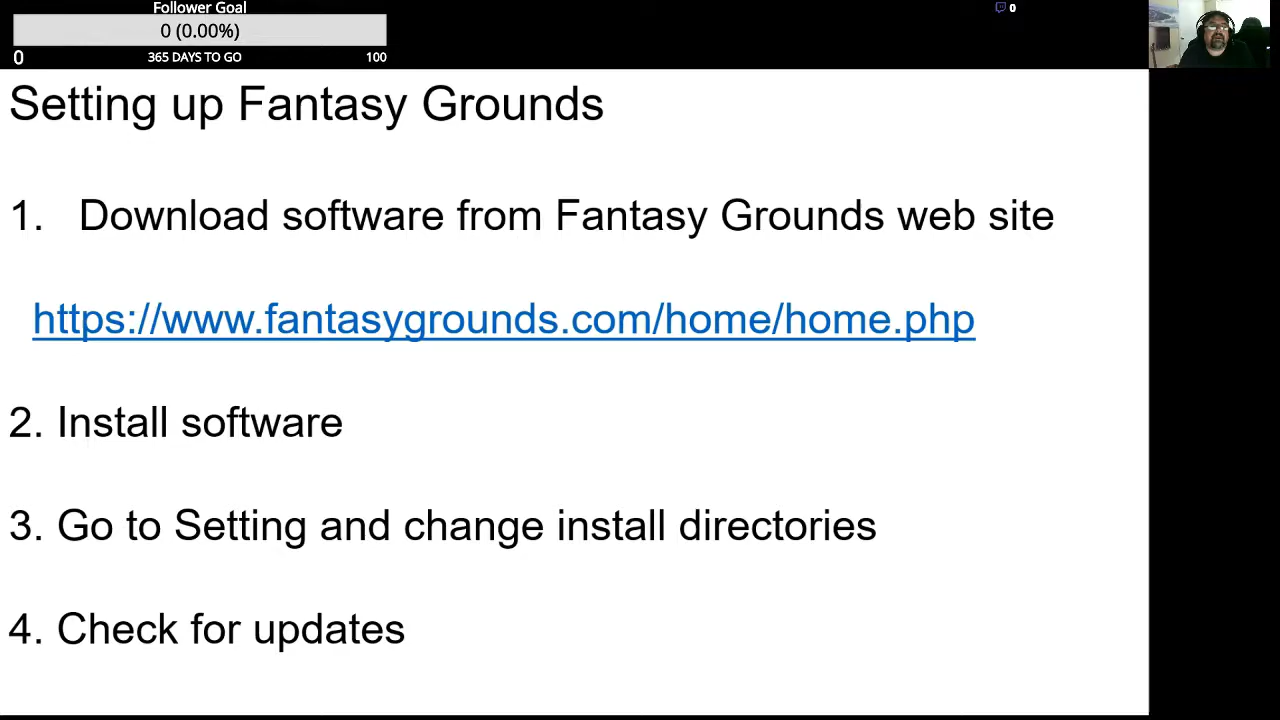 Follower Goal
0 (0.00%)
0 365 DAYS TO GO 100
0
Setting up Fantasy Grounds
1. Download software from Fantasy Grounds web site
https://www.fantasygrounds.com/home/home.php
2. Install software
3. Go to Setting and change install directories
4. Check for updates